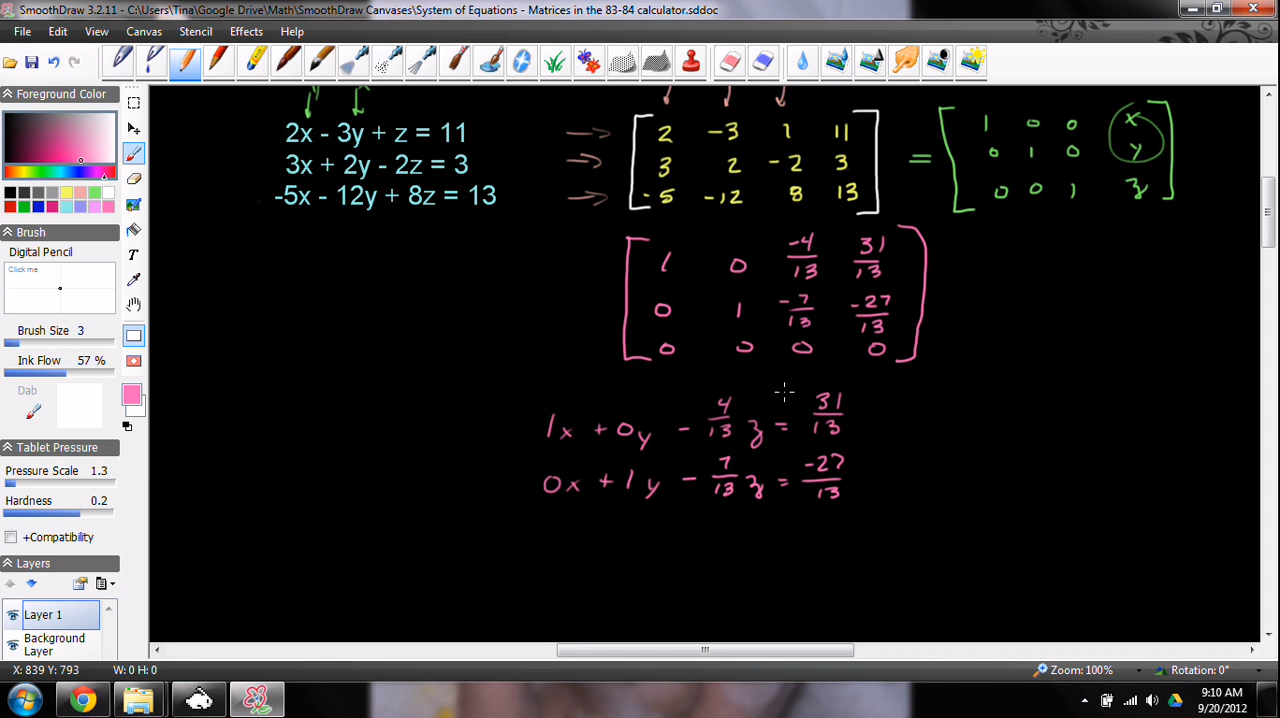 SmoothDraw 3.2.11 - C:\Users\Tina\Google Drive\Math\SmoothDraw Canvases\System of Equations - Matrices in the 83-84 calculator.sddoc
File Edit View Canvas Stencil Effects Help
Foreground Color
Brush
Digital Pencil
Click me
Brush Size 3
Ink Flow 57 %
Dab
Tablet Pressure
Pressure Scale 1.3
Hardness 0.2
+Compatibility
Layers
Layer 1
Background Layer
2x - 3y + z = 11
3x + 2y - 2z = 3
-5x - 12y + 8z = 13
2 -3 1 11
3 2 -2 3
-5 -12 8 13
=
1 0 0 x
0 1 0 y
0 0 1 z
1 0 -4/13 31/13
0 1 -7/13 -27/13
0 0 0 0
1x + 0y - 4/13 z = 31/13
0x + 1y - 7/13 z = -27/13
X: 839 Y: 793 W: 0 H: 0
Zoom: 100% Rotation: 0°
9:10 AM
9/20/2012